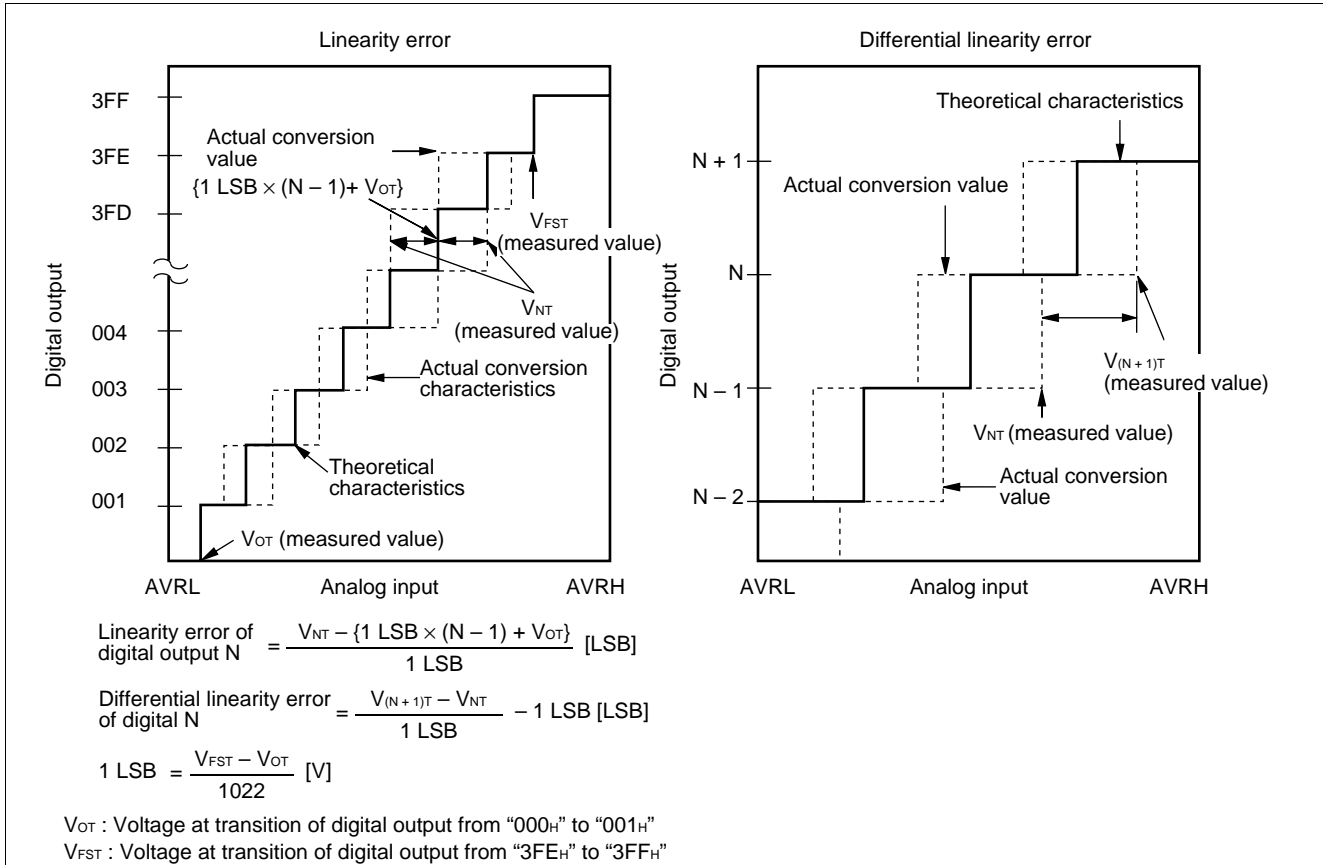 Linearity error
Digital output
3FF
3FE
3FD
004
003
002
001
Actual conversion
value
{1 LSB × (N – 1)+ VOT}
VFST
(measured value)
VNT
(measured value)
Actual conversion
characteristics
Theoretical
characteristics
VOT (measured value)
AVRL
Analog input
AVRH
Differential linearity error
Digital output
N + 1
N
N – 1
N – 2
Theoretical characteristics
Actual conversion value
V(N + 1)T
(measured value)
VNT (measured value)
Actual conversion
value
AVRL
Analog input
AVRH
Linearity error of
digital output N
= VNT – {1 LSB × (N – 1) + VOT}
1 LSB
[LSB]
Differential linearity error
of digital N
= V(N + 1)T – VNT
1 LSB
– 1 LSB [LSB]
1 LSB = VFST – VOT
1022
[V]
VOT : Voltage at transition of digital output from “000H” to “001H”
VFST : Voltage at transition of digital output from “3FEH” to “3FFH”